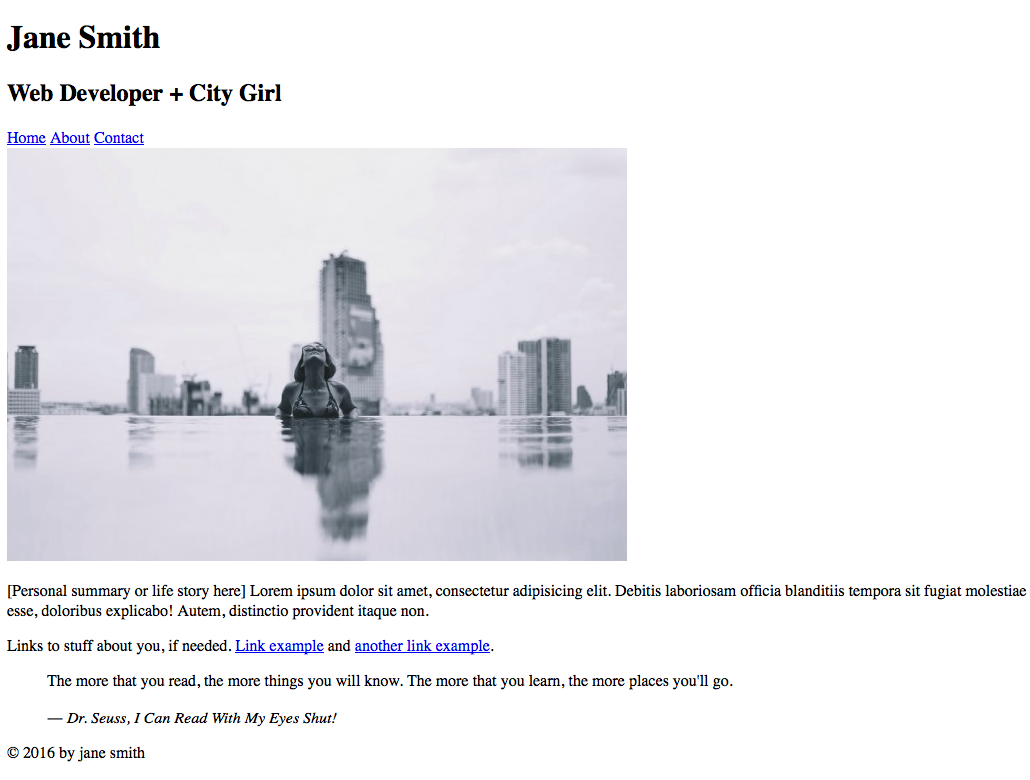 Jane Smith
Web Developer + City Girl
Home About Contact
[Personal summary or life story here] Lorem ipsum dolor sit amet, consectetur adipisicing elit. Debitis laboriosam officia blanditiis tempora sit fugiat molestiae
esse, doloribus explicabo! Autem, distinctio provident itaque non.
Links to stuff about you, if needed. Link example and another link example.
The more that you read, the more things you will know. The more that you learn, the more places you'll go.
— Dr. Seuss, I Can Read With My Eyes Shut!
© 2016 by jane smith